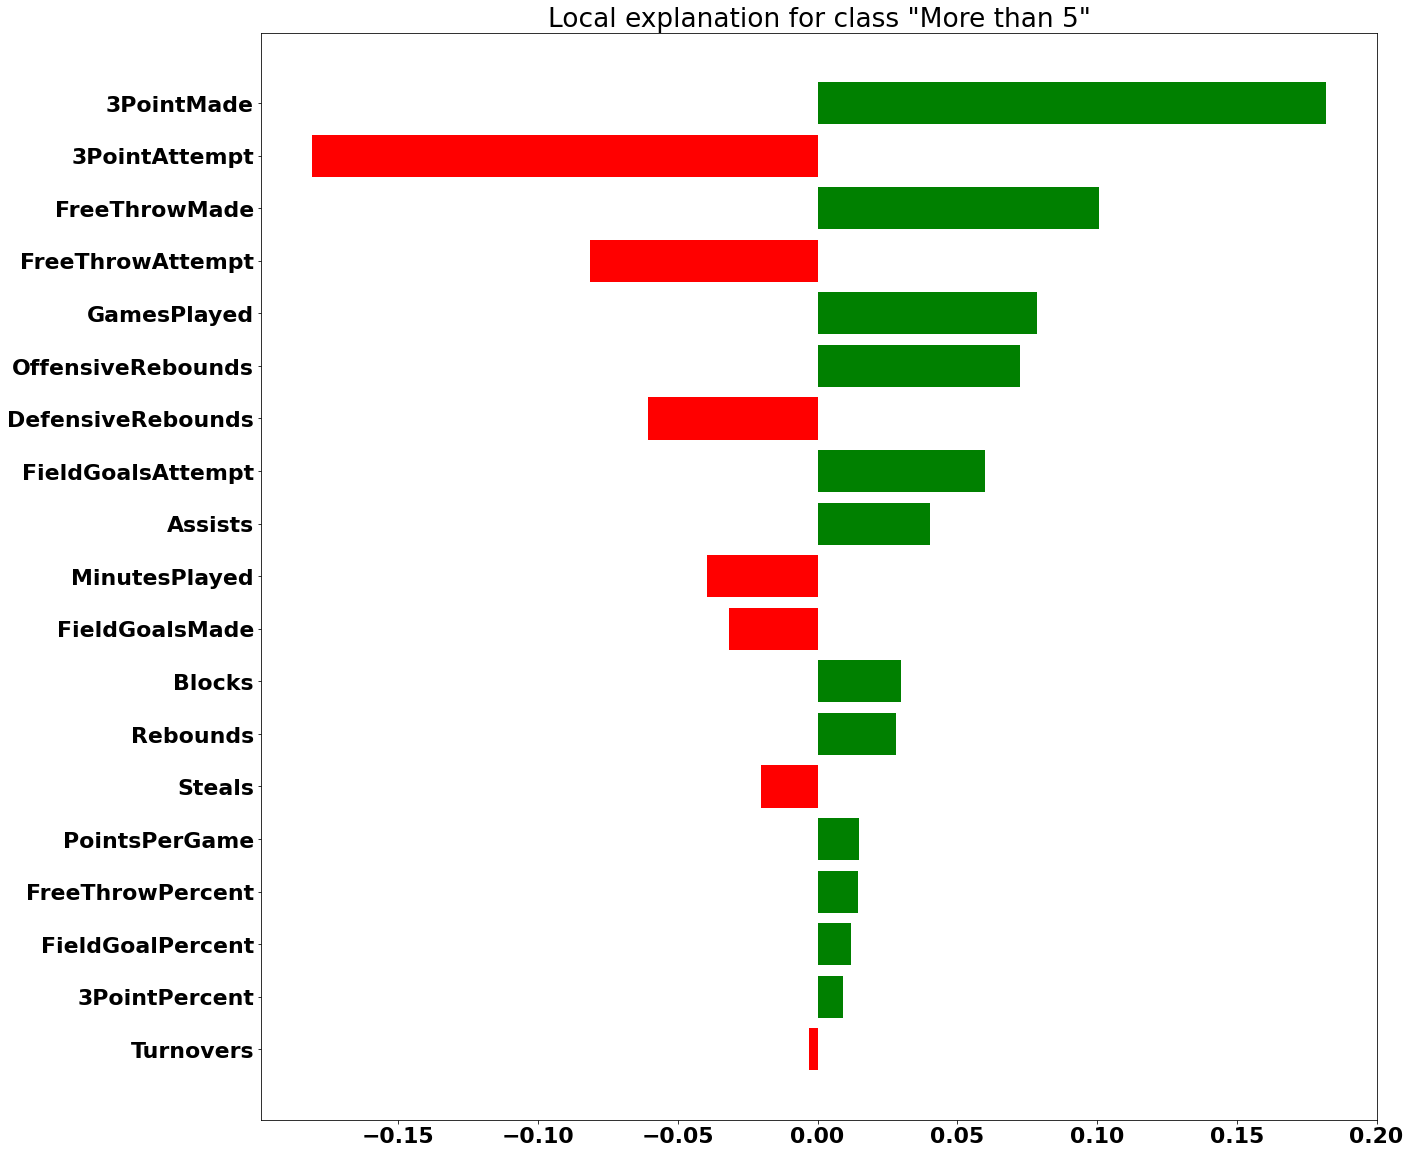 Local explanation for class "More than 5"
3PointMade
3PointAttempt
FreeThrowMade
FreeThrowAttempt
GamesPlayed
OffensiveRebounds
DefensiveRebounds
FieldGoalsAttempt
Assists
MinutesPlayed
FieldGoalsMade
Blocks
Rebounds
Steals
PointsPerGame
FreeThrowPercent
FieldGoalPercent
3PointPercent
Turnovers
−0.15 −0.10 −0.05 0.00 0.05 0.10 0.15 0.20